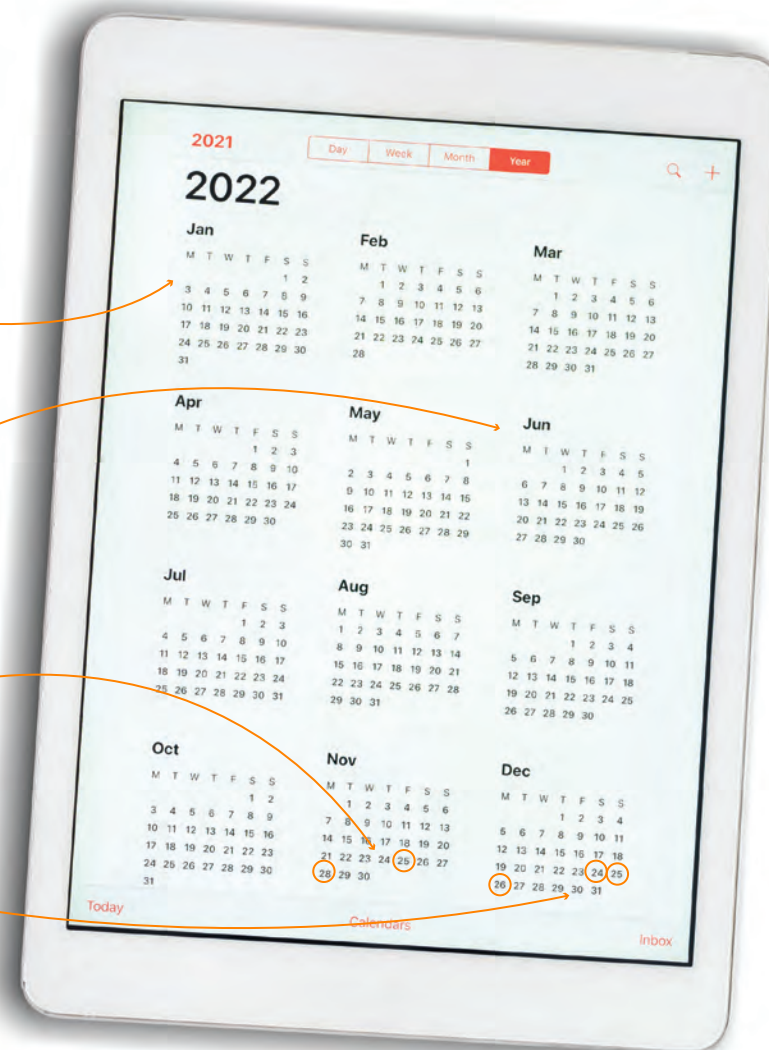 2021
Day Week Month Year
2022
Jan
M T W T F S S
1 2
3 4 5 6 7 8 9
10 11 12 13 14 15 16
17 18 19 20 21 22 23
24 25 26 27 28 29 30
31
Feb
M T W T F S S
1 2 3 4 5 6
7 8 9 10 11 12 13
14 15 16 17 18 19 20
21 22 23 24 25 26 27
28
Mar
M T W T F S S
1 2 3 4 5 6
7 8 9 10 11 12 13
14 15 16 17 18 19 20
21 22 23 24 25 26 27
28 29 30 31
Apr
M T W T F S S
1 2 3
4 5 6 7 8 9 10
11 12 13 14 15 16 17
18 19 20 21 22 23 24
25 26 27 28 29 30
May
M T W T F S S
1
2 3 4 5 6 7 8
9 10 11 12 13 14 15
16 17 18 19 20 21 22
23 24 25 26 27 28 29
30 31
Jun
M T W T F S S
1 2 3 4 5
6 7 8 9 10 11 12
13 14 15 16 17 18 19
20 21 22 23 24 25 26
27 28 29 30
Jul
M T W T F S S
1 2 3
4 5 6 7 8 9 10
11 12 13 14 15 16 17
18 19 20 21 22 23 24
25 26 27 28 29 30 31
Aug
M T W T F S S
1 2 3 4 5 6 7
8 9 10 11 12 13 14
15 16 17 18 19 20 21
22 23 24 25 26 27 28
29 30 31
Sep
M T W T F S S
1 2 3 4
5 6 7 8 9 10 11
12 13 14 15 16 17 18
19 20 21 22 23 24 25
26 27 28 29 30
Oct
M T W T F S S
1 2
3 4 5 6 7 8 9
10 11 12 13 14 15 16
17 18 19 20 21 22 23
24 25 26 27 28 29 30
31
Nov
M T W T F S S
1 2 3 4 5 6
7 8 9 10 11 12 13
14 15 16 17 18 19 20
21 22 23 24 25 26 27
28 29 30
Dec
M T W T F S S
1 2 3 4
5 6 7 8 9 10 11
12 13 14 15 16 17 18
19 20 21 22 23 24 25
26 27 28 29 30 31
Today
Calendars
Inbox